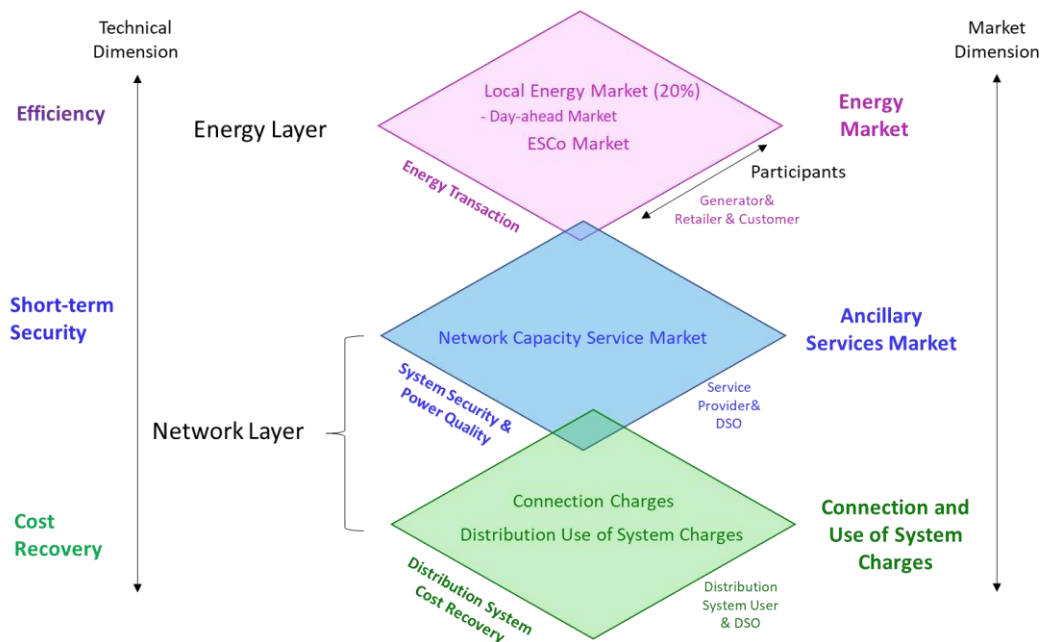 Technical
Dimension
Market
Dimension
Efficiency
Energy Layer
Local Energy Market (20%)
- Day-ahead Market
ESCo Market
Energy
Market
Energy Transaction
Participants
Generator&
Retailer & Customer
Short-term
Security
Network Capacity Service Market
Ancillary
Services Market
System Security &
Power Quality
Service
Provider&
DSO
Network Layer
Cost
Recovery
Connection Charges
Distribution Use of System Charges
Connection and
Use of System
Charges
Distribution System
Cost Recovery
Distribution
System User
& DSO